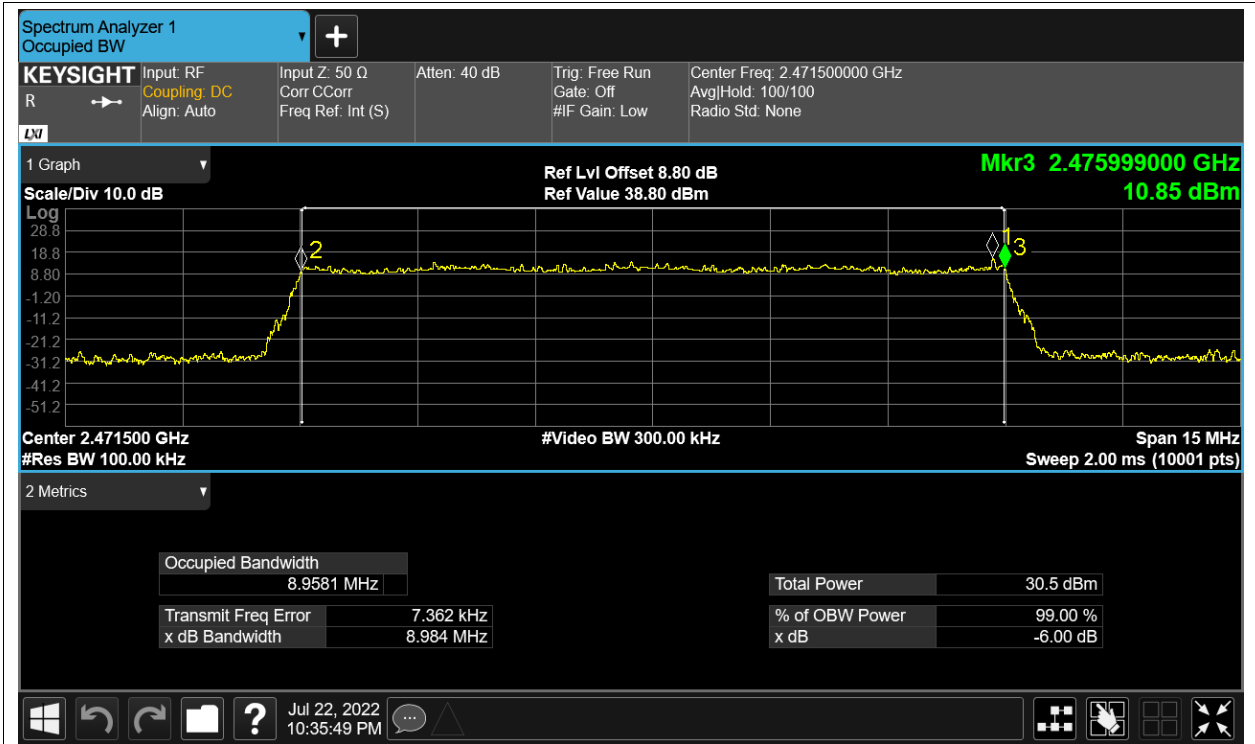 Spectrum Analyzer 1
Occupied BW
KEYSIGHT
R
LXI
Input: RF
Coupling: DC
Align: Auto
Input Z: 50 Ω
Corr CCorr
Freq Ref: Int (S)
Atten: 40 dB
Trig: Free Run
Gate: Off
#IF Gain: Low
Center Freq: 2.471500000 GHz
Avg|Hold: 100/100
Radio Std: None
1 Graph
Scale/Div 10.0 dB
Ref Lvl Offset 8.80 dB
Ref Value 38.80 dBm
Mkr3 2.475999000 GHz
10.85 dBm
Log
28.8
18.8
8.80
-1.20
-11.2
-21.2
-31.2
-41.2
-51.2
2
1
3
Center 2.471500 GHz
#Video BW 300.00 kHz
Span 15 MHz
#Res BW 100.00 kHz
Sweep 2.00 ms (10001 pts)
2 Metrics
Occupied Bandwidth
8.9581 MHz
Transmit Freq Error 7.362 kHz
x dB Bandwidth 8.984 MHz
Total Power 30.5 dBm
% of OBW Power 99.00 %
x dB -6.00 dB
?
Jul 22, 2022
10:35:49 PM